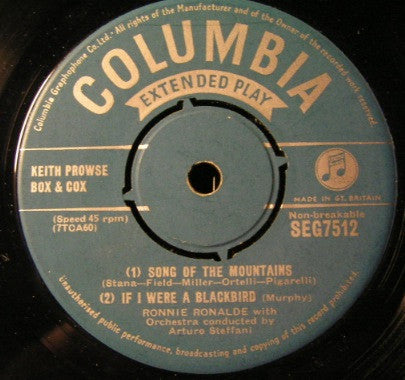 Columbia Graphophone Co. Ltd. All rights of the Manufacturer and of the Owner of the recorded work reserved.
COLUMBIA
EXTENDED PLAY
KEITH PROWSE
BOX & COX
(Speed 45 rpm)
(7TCA60)
MADE IN GT. BRITAIN
Non-breakable
SEG7512
(1) SONG OF THE MOUNTAINS
(Stana—Field—Miller—Ortelli—Pigarelli)
(2) IF I WERE A BLACKBIRD (Murphy)
RONNIE RONALDE with
Orchestra conducted by
Arturo Steffani
Unauthorised public performance, broadcasting and copying of this record prohibited.